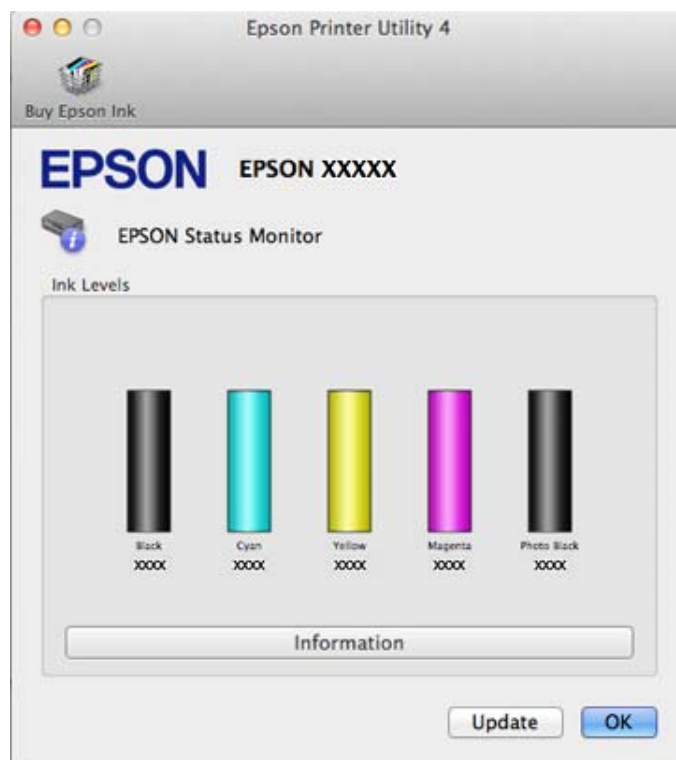 Epson Printer Utility 4
Buy Epson Ink
EPSON EPSON XXXXX
EPSON Status Monitor
Ink Levels
Black Cyan Yellow Magenta Photo Black
XXXX XXXX XXXX XXXX XXXX
Information
Update OK